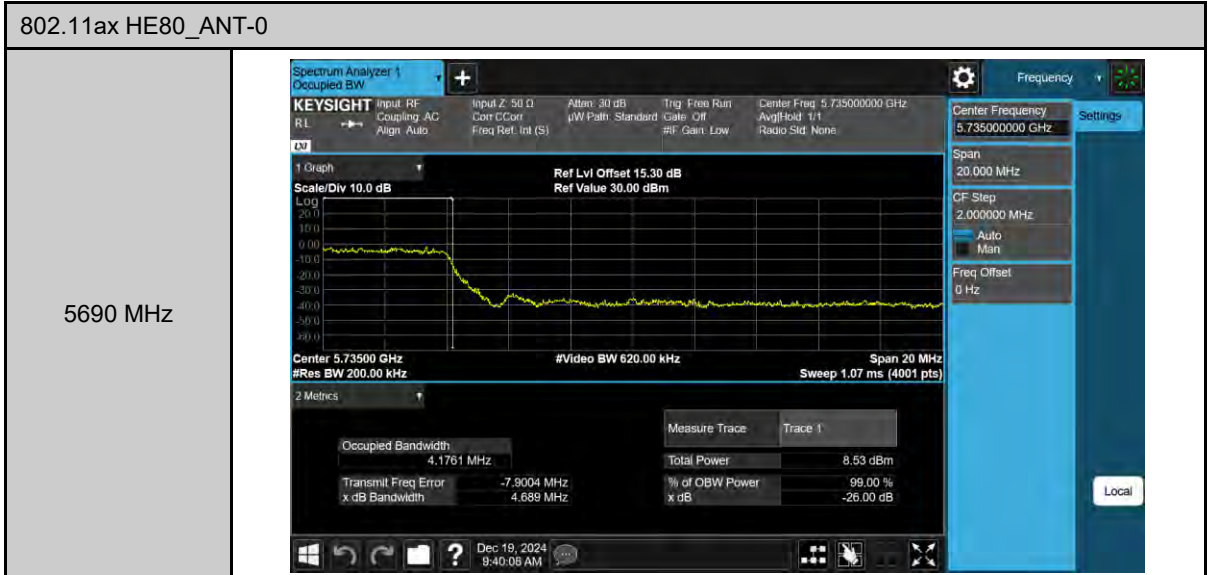 802.11ax HE80_ANT-0
5690 MHz
Spectrum Analyzer 1
Occupied BW
Frequency
KEYSIGHT Input: RF Input Z: 50 Ω Atten: 30 dB Trig: Free Run Center Freq: 5.735000000 GHz
RL Coupling: AC Corr CCorr µW Path: Standard Gate: Off Avg|Hold: 1/1
Align: Auto Freq Ref: Int (S) #IF Gain: Low Radio Std: None
LXI
Center Frequency
5.735000000 GHz
Settings
Span
20.000 MHz
CF Step
2.000000 MHz
Auto
Man
Freq Offset
0 Hz
1 Graph
Ref Lvl Offset 15.30 dB
Scale/Div 10.0 dB Ref Value 30.00 dBm
Log
20.0
10.0
0.00
-10.0
-20.0
-30.0
-40.0
-50.0
-60.0
Center 5.73500 GHz #Video BW 620.00 kHz Span 20 MHz
#Res BW 200.00 kHz Sweep 1.07 ms (4001 pts)
2 Metrics
Measure Trace Trace 1
Occupied Bandwidth
4.1761 MHz Total Power 8.53 dBm
Transmit Freq Error -7.9004 MHz % of OBW Power 99.00 %
x dB Bandwidth 4.689 MHz x dB -26.00 dB
Local
? Dec 19, 2024
9:40:08 AM